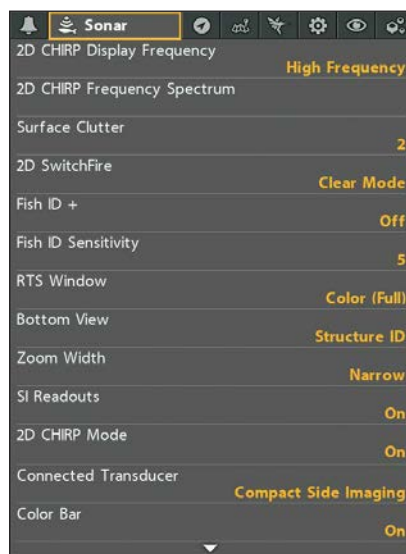 Sonar
2D CHIRP Display Frequency
High Frequency
2D CHIRP Frequency Spectrum
Surface Clutter
2
2D SwitchFire
Clear Mode
Fish ID +
Off
Fish ID Sensitivity
5
RTS Window
Color (Full)
Bottom View
Structure ID
Zoom Width
Narrow
SI Readouts
On
2D CHIRP Mode
On
Connected Transducer
Compact Side Imaging
Color Bar
On